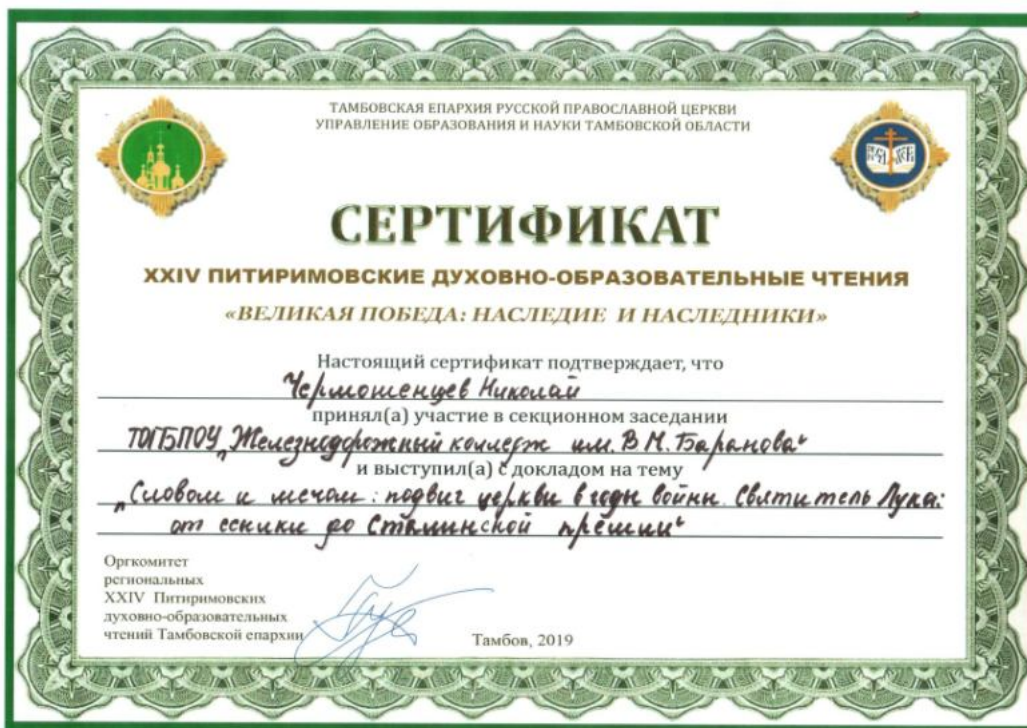 ТАМБОВСКАЯ ЕПАРХИЯ РУССКОЙ ПРАВОСЛАВНОЙ ЦЕРКВИ
УПРАВЛЕНИЕ ОБРАЗОВАНИЯ И НАУКИ ТАМБОВСКОЙ ОБЛАСТИ
СЕРТИФИКАТ
XXIV ПИТИРИМОВСКИЕ ДУХОВНО-ОБРАЗОВАТЕЛЬНЫЕ ЧТЕНИЯ
«ВЕЛИКАЯ ПОБЕДА: НАСЛЕДИЕ И НАСЛЕДНИКИ»
Настоящий сертификат подтверждает, что
Чермошенцев Николай
принял(а) участие в секционном заседании
ТОГБПОУ „Железнодорожный колледж им. В.М. Баранова“
и выступил(а) с докладом на тему
„Словом и мечом: подвиг церкви в годы войны. Святитель Лука:
от ссылки до Сталинской премии“
Оргкомитет
региональных
XXIV Питиримовских
духовно-образовательных
чтений Тамбовской епархии
Тамбов, 2019